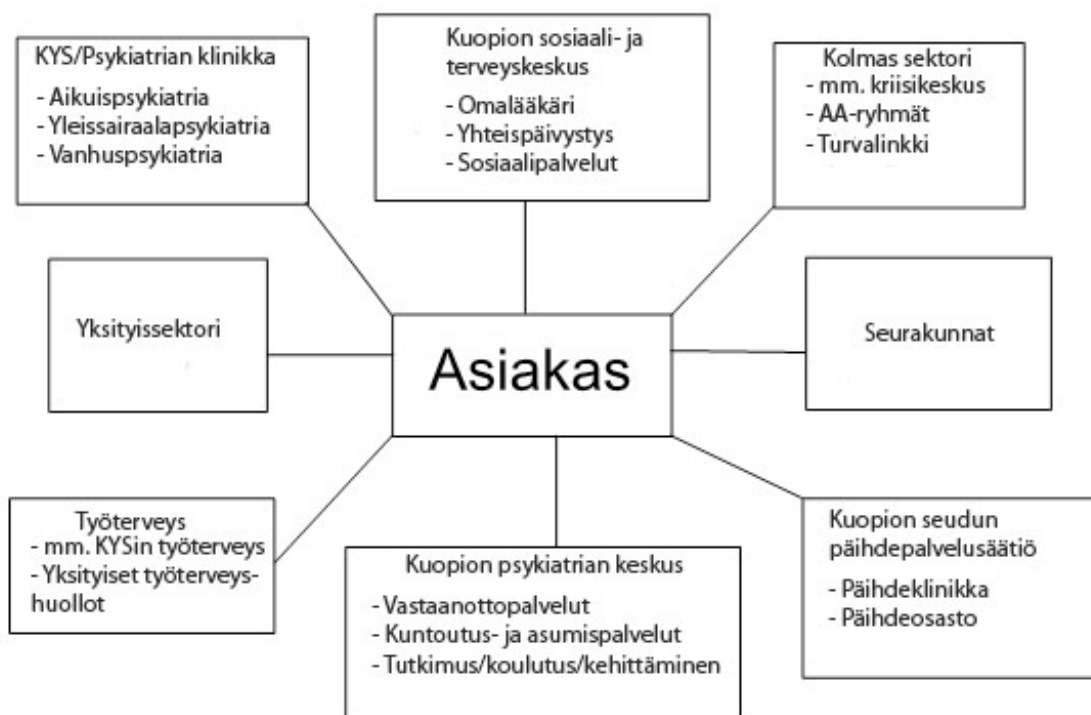 KYS/Psykiatrian klinikka
- Aikuispsykiatria
- Yleissairaalapsykiatria
- Vanhuspsykiatria
Kuopion sosiaali- ja
terveyskeskus
- Omalääkäri
- Yhteispäivystys
- Sosiaalipalvelut
Kolmas sektori
- mm. kriisikeskus
- AA-ryhmät
- Turvalinkki
Yksityissektori
Asiakas
Seurakunnat
Työterveys
- mm. KYSin työterveys
- Yksityiset työterveys-
huollot
Kuopion psykiatrian keskus
- Vastaanottopalvelut
- Kuntoutus- ja asumispalvelut
- Tutkimus/koulutus/kehittäminen
Kuopion seudun
päihdepalvelusäätiö
- Päihdeklinikka
- Päihdeosasto